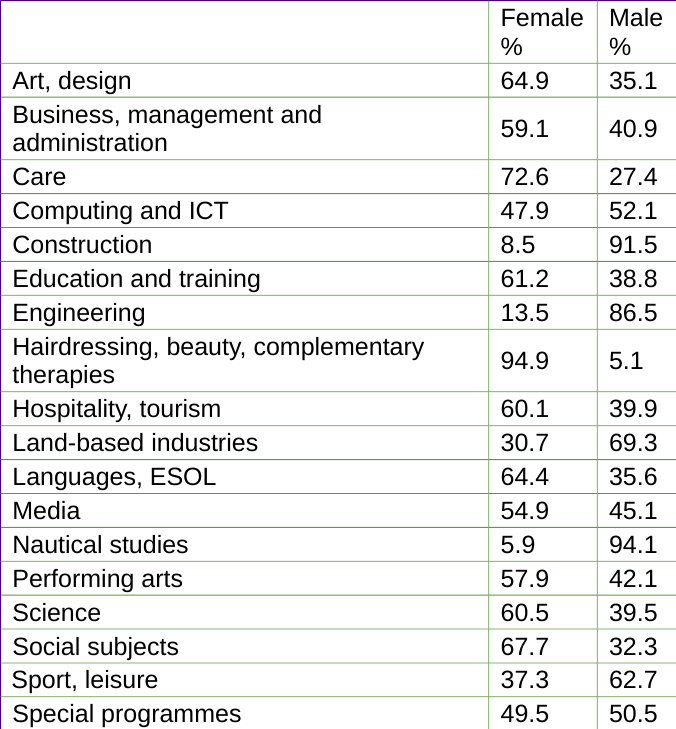 Female Male
% %
Art, design 64.9 35.1
Business, management and
administration 59.1 40.9
Care 72.6 27.4
Computing and ICT 47.9 52.1
Construction 8.5 91.5
Education and training 61.2 38.8
Engineering 13.5 86.5
Hairdressing, beauty, complementary
therapies 94.9 5.1
Hospitality, tourism 60.1 39.9
Land-based industries 30.7 69.3
Languages, ESOL 64.4 35.6
Media 54.9 45.1
Nautical studies 5.9 94.1
Performing arts 57.9 42.1
Science 60.5 39.5
Social subjects 67.7 32.3
Sport, leisure 37.3 62.7
Special programmes 49.5 50.5